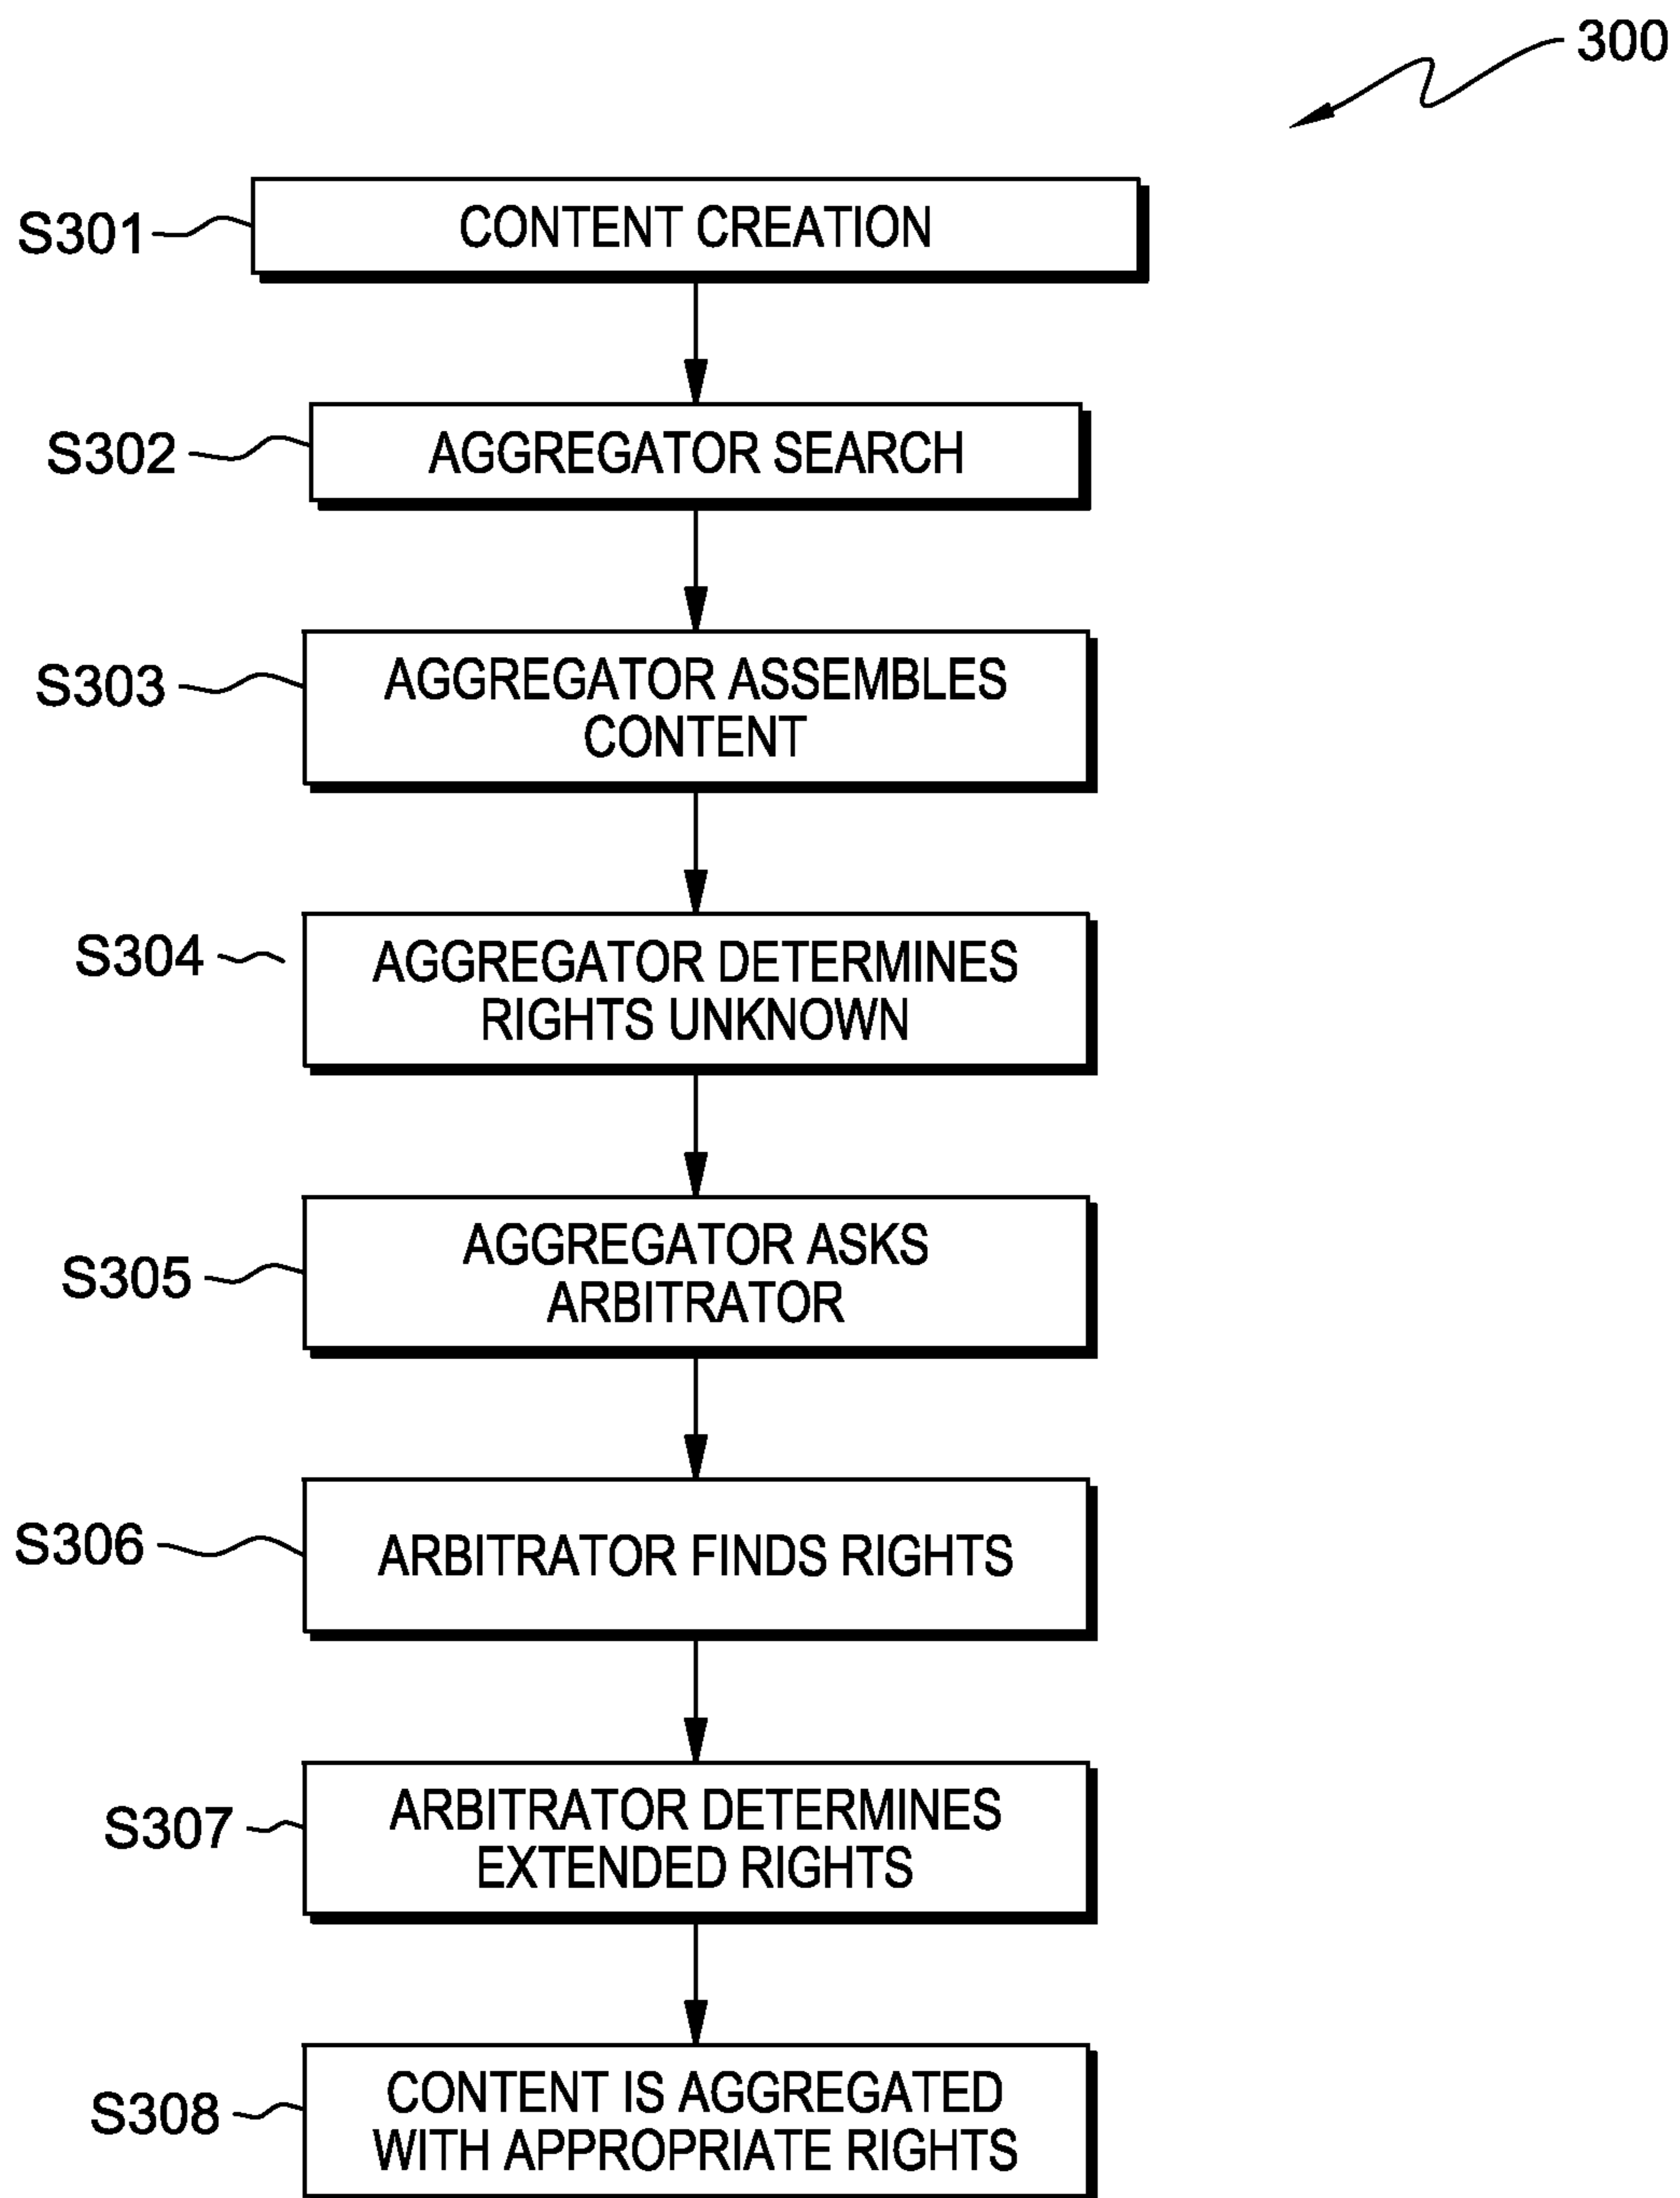 300
S301
CONTENT CREATION
S302
AGGREGATOR SEARCH
S303
AGGREGATOR ASSEMBLES
CONTENT
S304
AGGREGATOR DETERMINES
RIGHTS UNKNOWN
S305
AGGREGATOR ASKS
ARBITRATOR
S306
ARBITRATOR FINDS RIGHTS
S307
ARBITRATOR DETERMINES
EXTENDED RIGHTS
S308
CONTENT IS AGGREGATED
WITH APPROPRIATE RIGHTS